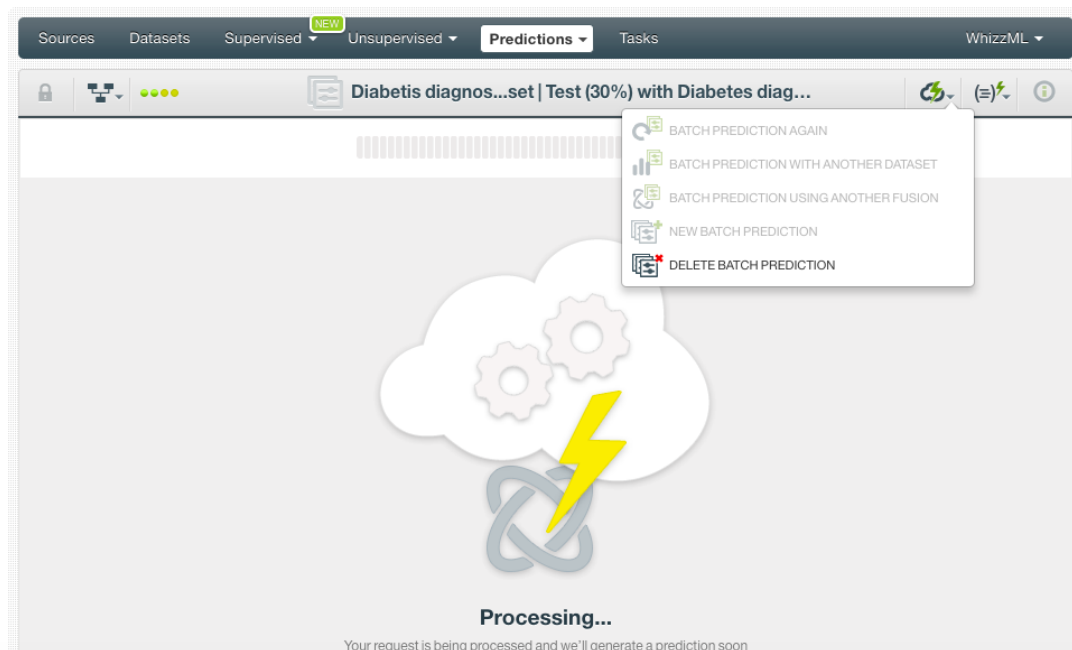 NEW
Sources Datasets Supervised Unsupervised Predictions Tasks WhizzML
Diabetis diagnos...set | Test (30%) with Diabetes diag...
BATCH PREDICTION AGAIN
BATCH PREDICTION WITH ANOTHER DATASET
BATCH PREDICTION USING ANOTHER FUSION
NEW BATCH PREDICTION
DELETE BATCH PREDICTION
Processing...
Your request is being processed and we'll generate a prediction soon